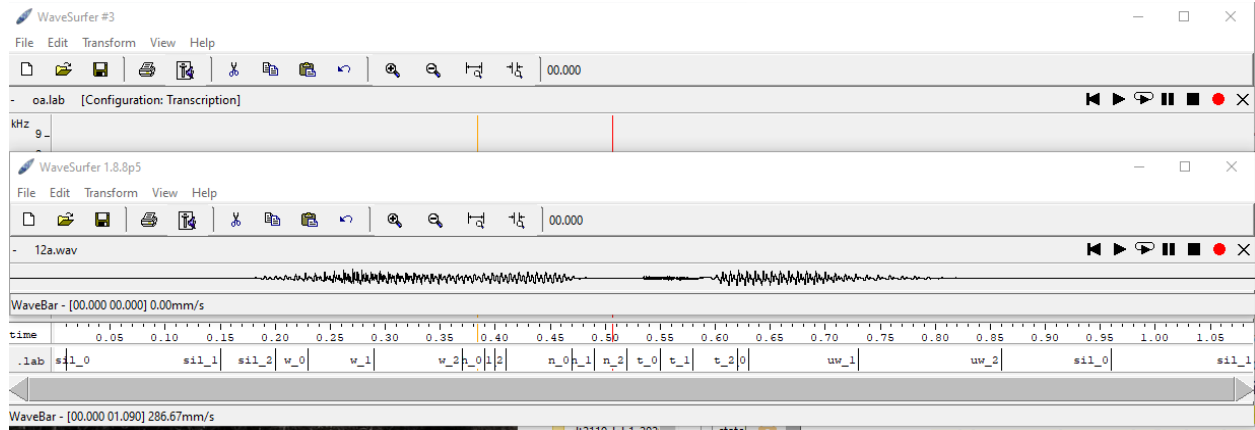 WaveSurfer #3
File Edit Transform View Help
00.000
- oa.lab [Configuration: Transcription]
kHz
9
WaveSurfer 1.8.8p5
File Edit Transform View Help
00.000
- 12a.wav
WaveBar - [00.000 00.000] 0.00mm/s
time 0.05 0.10 0.15 0.20 0.25 0.30 0.35 0.40 0.45 0.50 0.55 0.60 0.65 0.70 0.75 0.80 0.85 0.90 0.95 1.00 1.05
.lab sil_0 sil_1 sil_2 w_0 w_1 w_2 n_0 1 2 n_0 n_1 n_2 t_0 t_1 t_2 0 uw_1 uw_2 sil_0 sil_1
WaveBar - [00.000 01.090] 286.67mm/s